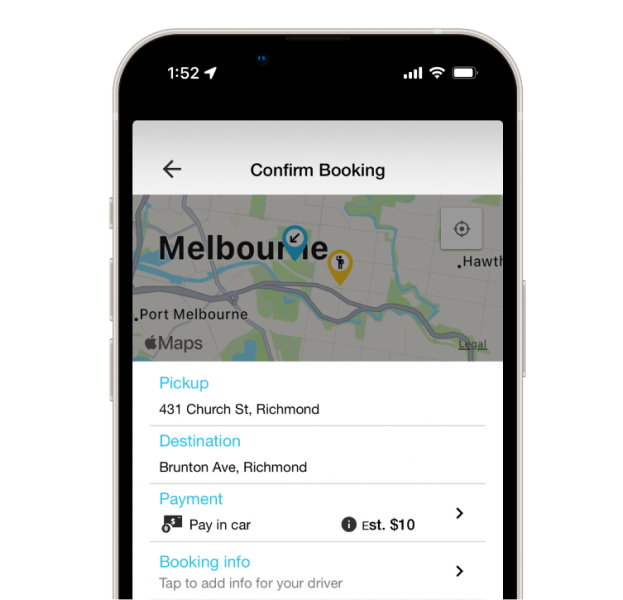 1:52
Confirm Booking
Melbourne
Hawth
Port Melbourne
Maps
Legal
Pickup
431 Church St, Richmond
Destination
Brunton Ave, Richmond
Payment
Pay in car
Est. $10
Booking info
Tap to add info for your driver